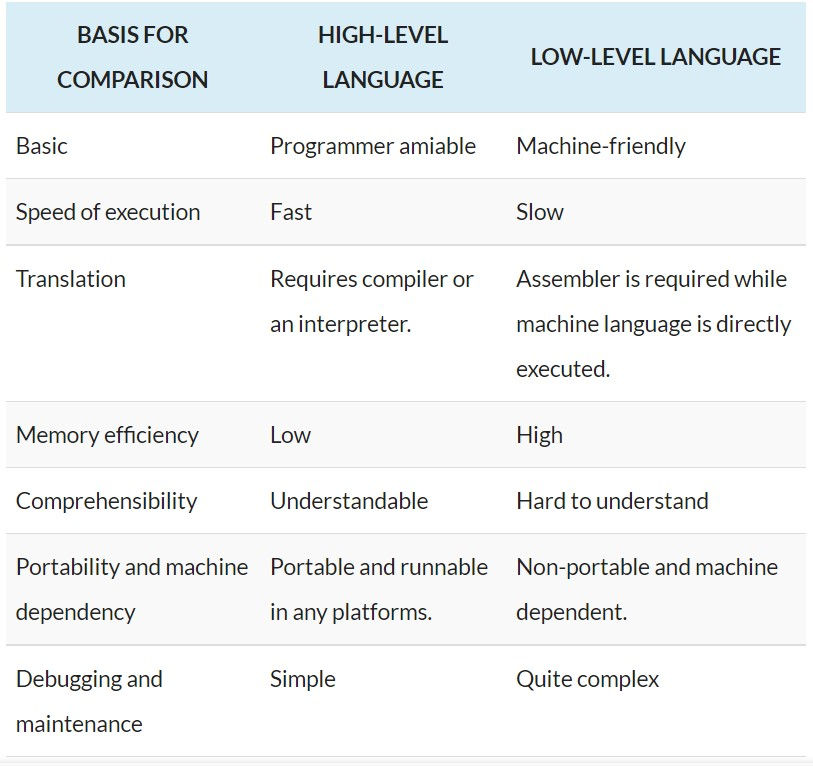 BASIS FOR COMPARISON HIGH-LEVEL LANGUAGE LOW-LEVEL LANGUAGE
Basic Programmer amiable Machine-friendly
Speed of execution Fast Slow
Translation Requires compiler or an interpreter. Assembler is required while machine language is directly executed.
Memory efficiency Low High
Comprehensibility Understandable Hard to understand
Portability and machine dependency Portable and runnable in any platforms. Non-portable and machine dependent.
Debugging and maintenance Simple Quite complex